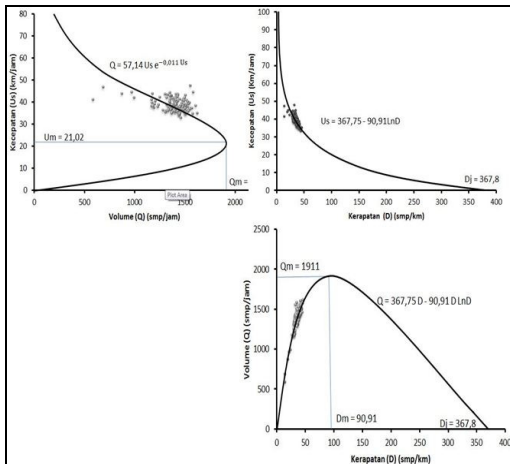 80
70
60
50
40
30
20
10
0
Kecepatan (Us) (Km/Jam)
Q = 57,14 Us e^-0,011 Us
Um = 21,02
Plot Area
Qm =
0 500 1000 1500 2000
Volume (Q) (smp/jam)
100
90
80
70
60
50
40
30
20
10
0
Kecepatan (Us) (Km/Jam)
Us = 367,75 - 90,91LnD
Dj = 367,8
0 50 100 150 200 250 300 350 400
Kerapatan (D) (smp/km)
2500
2000
1500
1000
500
0
Volume (Q) (smp/jam)
Qm = 1911
Q = 367,75 D - 90,91 D LnD
Dm = 90,91
Dj = 367,8
0 50 100 150 200 250 300 350 400
Kerapatan (D) (smp/km)